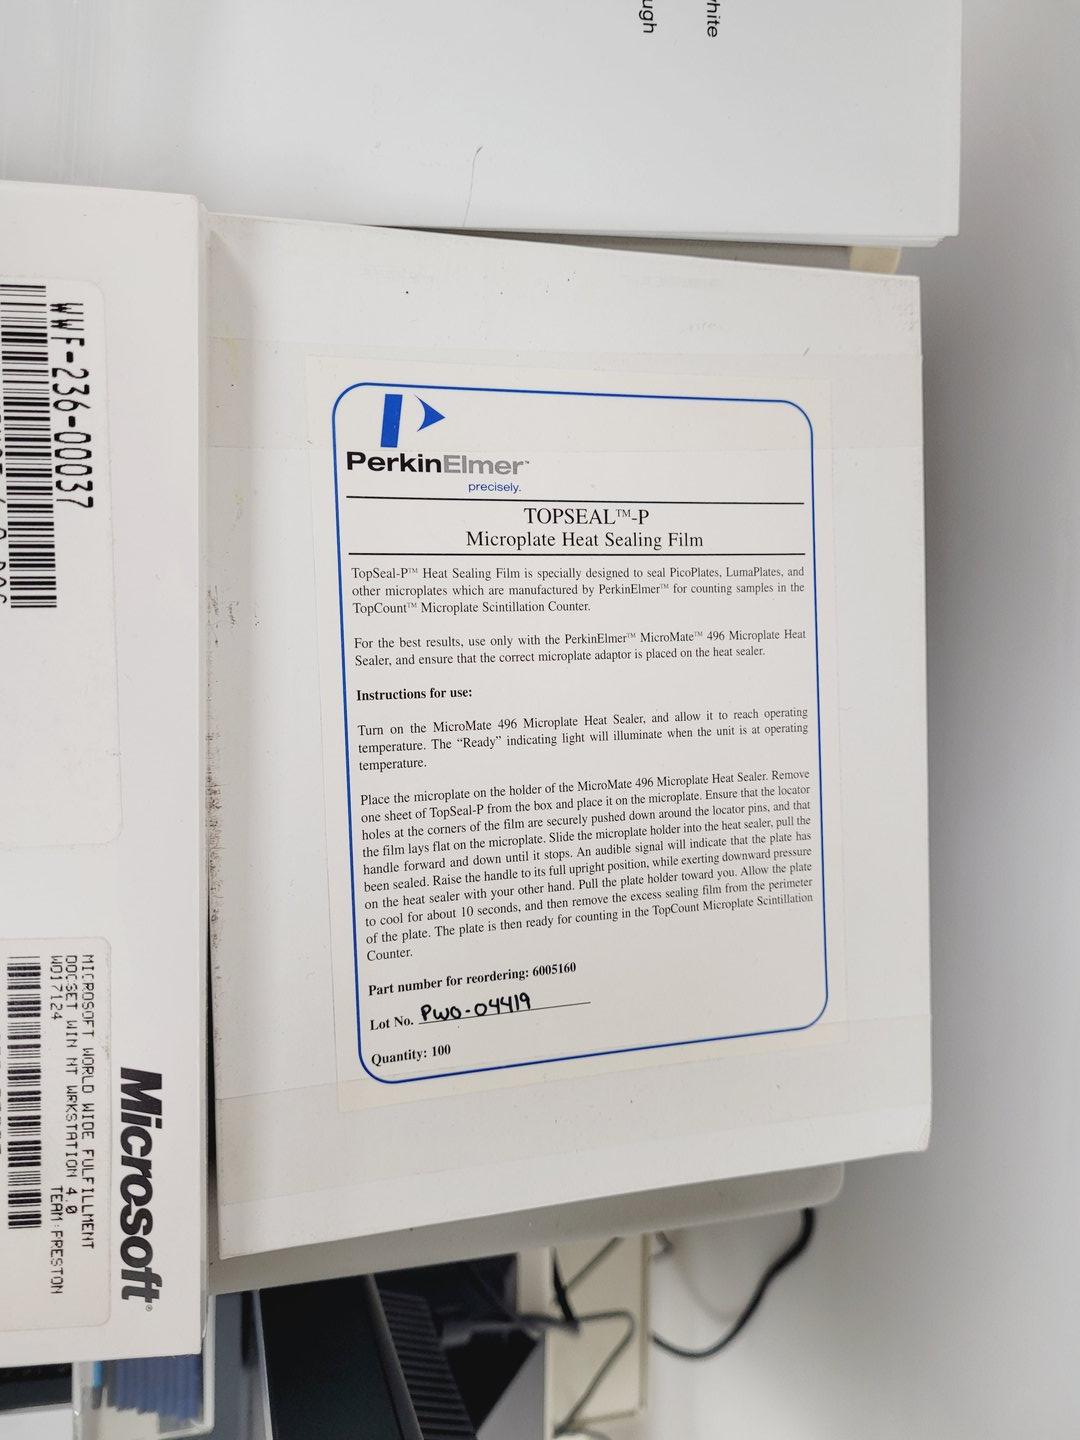 white
ugh
WWF-236-00037
MICROSOFT WORLD WIDE FULFILLMENT
DOCSET WIN NT WRKSTATION 4.0
WO17124 TEAM:PRESTON
Microsoft®
PerkinElmer™
precisely.
TOPSEAL™-P
Microplate Heat Sealing Film
TopSeal-P™ Heat Sealing Film is specially designed to seal PicoPlates, LumaPlates, and
other microplates which are manufactured by PerkinElmer™ for counting samples in the
TopCount™ Microplate Scintillation Counter.
For the best results, use only with the PerkinElmer™ MicroMate™ 496 Microplate Heat
Sealer, and ensure that the correct microplate adaptor is placed on the heat sealer.
Instructions for use:
Turn on the MicroMate 496 Microplate Heat Sealer, and allow it to reach operating
temperature. The “Ready” indicating light will illuminate when the unit is at operating
temperature.
Place the microplate on the holder of the MicroMate 496 Microplate Heat Sealer. Remove
one sheet of TopSeal-P from the box and place it on the microplate. Ensure that the locator
holes at the corners of the film are securely pushed down around the locator pins, and that
the film lays flat on the microplate. Slide the microplate holder into the heat sealer, pull the
handle forward and down until it stops. An audible signal will indicate that the plate has
been sealed. Raise the handle to its full upright position, while exerting downward pressure
on the heat sealer with your other hand. Pull the plate holder toward you. Allow the plate
to cool for about 10 seconds, and then remove the excess sealing film from the perimeter
of the plate. The plate is then ready for counting in the TopCount Microplate Scintillation
Counter.
Part number for reordering: 6005160
Lot No. PWO-04419
Quantity: 100